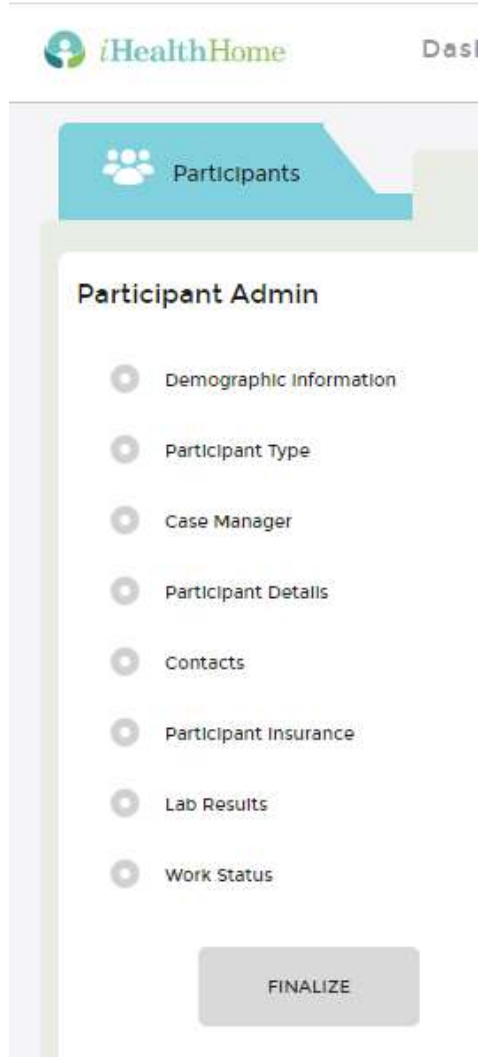 iHealthHome
Participants
Participant Admin
Demographic Information
Participant Type
Case Manager
Participant Details
Contacts
Participant Insurance
Lab Results
Work Status
FINALIZE